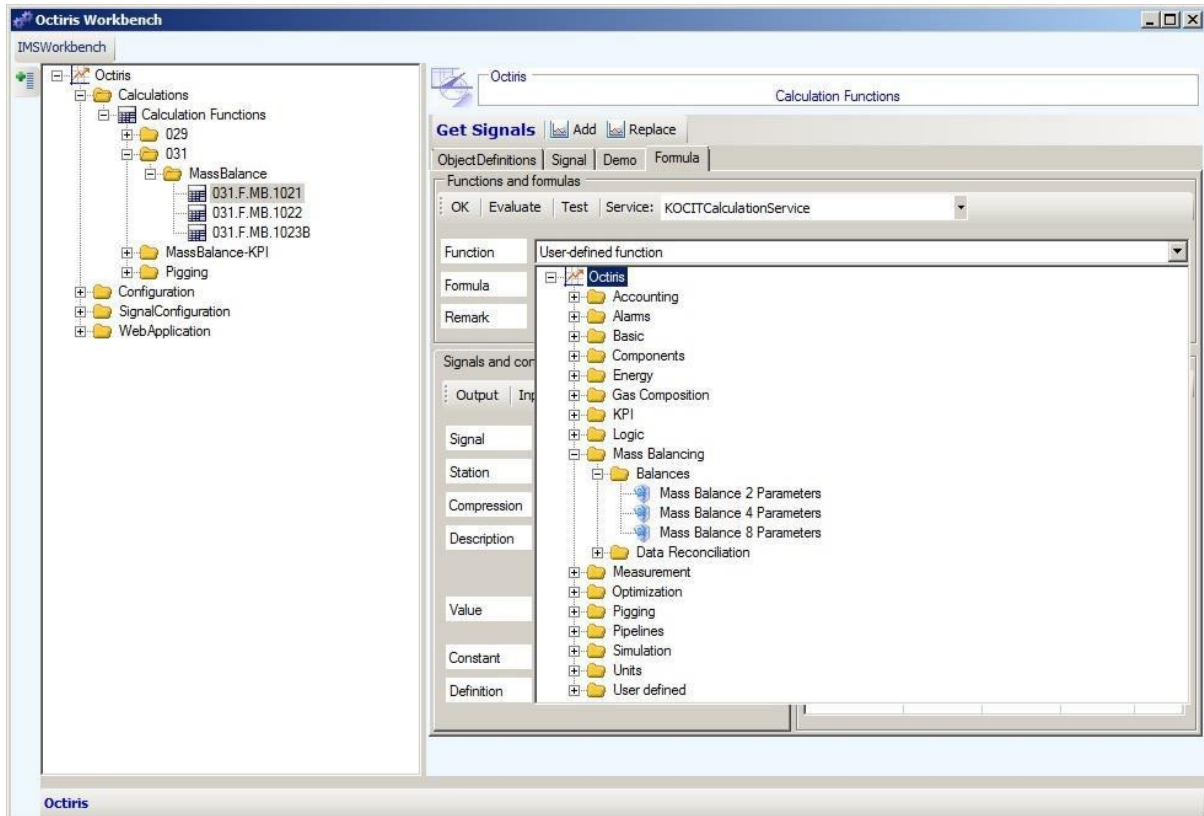 Octiris Workbench
IMSWorkbench
Octiris
Calculations
Calculation Functions
029
031
MassBalance
031.F.MB.1021
031.F.MB.1022
031.F.MB.1023B
MassBalance-KPI
Pigging
Configuration
SignalConfiguration
WebApplication
Octiris
Calculation Functions
Get Signals Add Replace
ObjectDefinitions Signal Demo Formula
Functions and formulas
OK Evaluate Test Service: KOCITCalculationService
Function User-defined function
Formula
Remark
Signals and con
Output Inp
Signal
Station
Compression
Description
Value
Constant
Definition
Octiris
Accounting
Alarms
Basic
Components
Energy
Gas Composition
KPI
Logic
Mass Balancing
Balances
Mass Balance 2 Parameters
Mass Balance 4 Parameters
Mass Balance 8 Parameters
Data Reconciliation
Measurement
Optimization
Pigging
Pipelines
Simulation
Units
User defined
Octiris